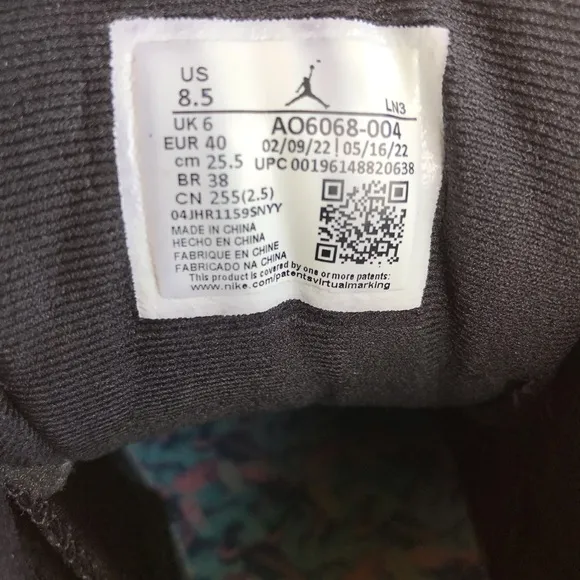 US
8.5
LN3
UK 6
AO6068-004
EUR 40
02/09/22 | 05/16/22
cm 25.5
UPC 00196148820638
BR 38
CN 255(2.5)
04JHR1159SNYY
MADE IN CHINA
HECHO EN CHINA
FABRIQUE EN CHINE
FABRICADO NA CHINA
This product is covered by one or more patents:
www.nike.com/patentsvirtualmarking